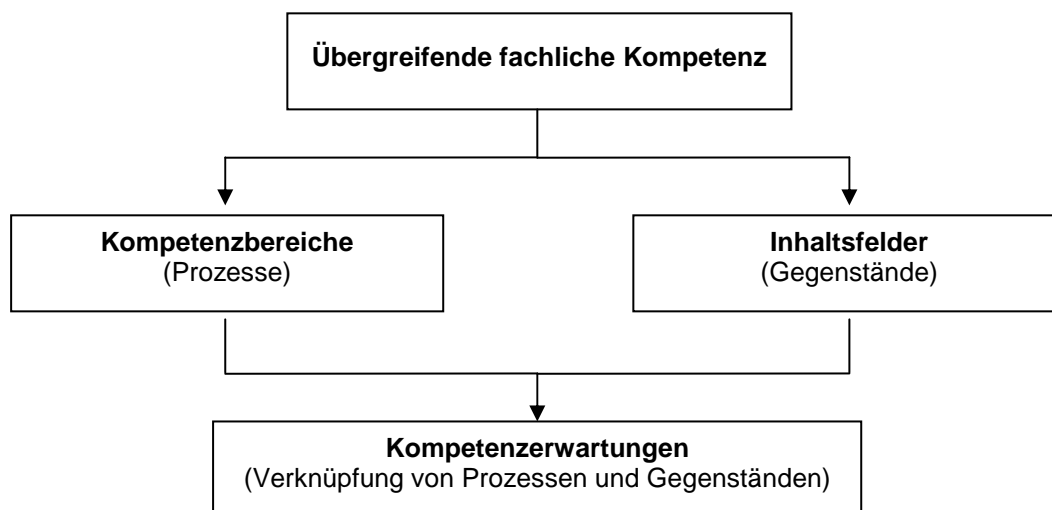 Übergreifende fachliche Kompetenz
Kompetenzbereiche
(Prozesse)
Inhaltsfelder
(Gegenstände)
Kompetenzerwartungen
(Verknüpfung von Prozessen und Gegenständen)